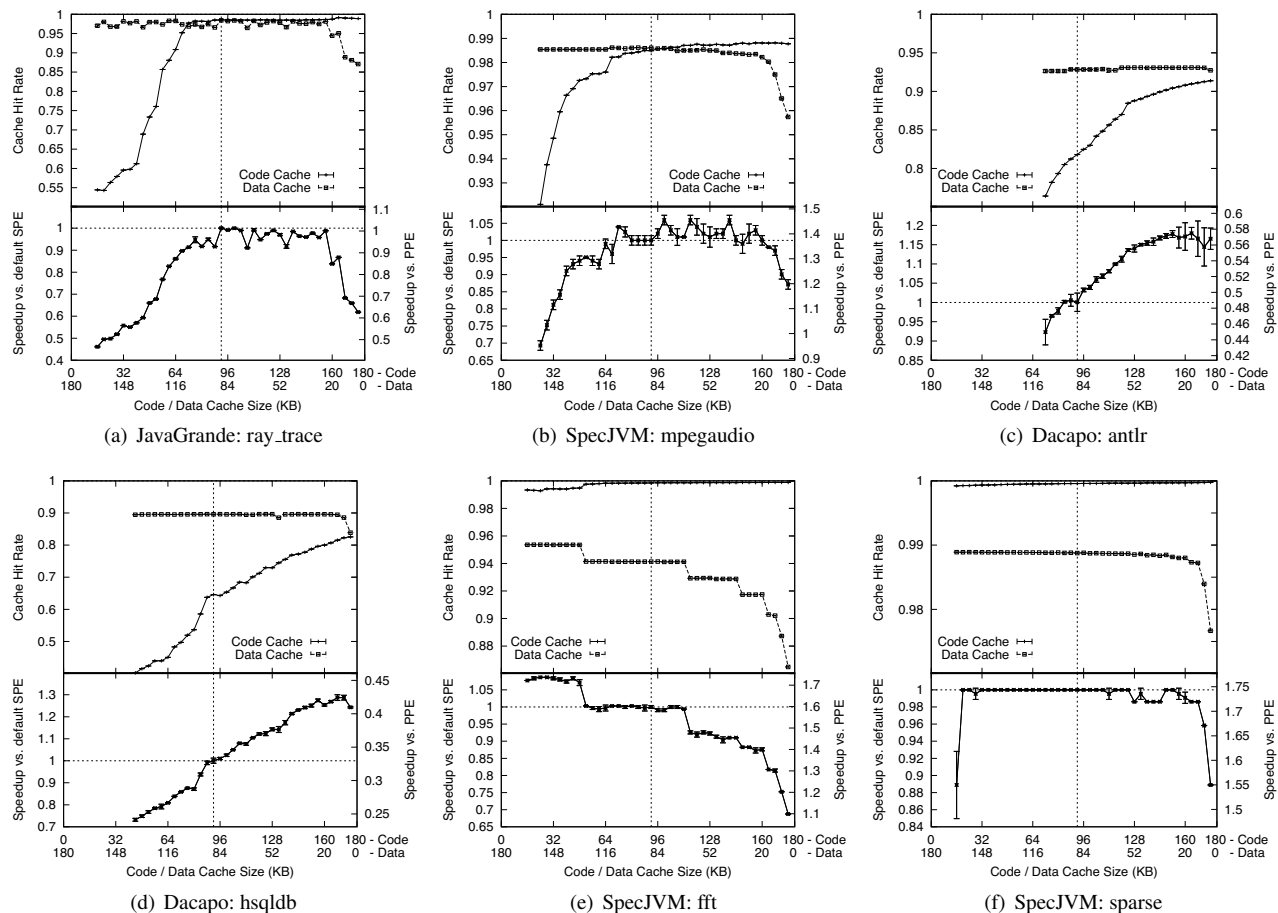 1
0.95
0.9
0.85
0.8
0.75
0.7
0.65
0.6
0.55
Cache Hit Rate
Code Cache
Data Cache
1.1
1
0.9
0.8
0.7
0.6
0.5
0.4
Speedup vs. default SPE
1.1
1
0.9
0.8
0.7
0.6
0.5
Speedup vs. PPE
0 32 64 96 128 160 180 - Code
180 148 116 84 52 20 0 - Data
Code / Data Cache Size (KB)
(a) JavaGrande: ray_trace
1
0.99
0.98
0.97
0.96
0.95
0.94
0.93
Cache Hit Rate
Code Cache
Data Cache
1.05
1
0.95
0.9
0.85
0.8
0.75
0.7
0.65
Speedup vs. default SPE
1.5
1.4
1.3
1.2
1.1
1
0.9
Speedup vs. PPE
0 32 64 96 128 160 180 - Code
180 148 116 84 52 20 0 - Data
Code / Data Cache Size (KB)
(b) SpecJVM: mpegaudio
1
0.95
0.9
0.85
0.8
Cache Hit Rate
Code Cache
Data Cache
1.2
1.15
1.1
1.05
1
0.95
0.9
0.85
Speedup vs. default SPE
0.6
0.58
0.56
0.54
0.52
0.5
0.48
0.46
0.44
0.42
Speedup vs. PPE
0 32 64 96 128 160 180 - Code
180 148 116 84 52 20 0 - Data
Code / Data Cache Size (KB)
(c) Dacapo: antlr
1
0.9
0.8
0.7
0.6
0.5
Cache Hit Rate
Code Cache
Data Cache
1.3
1.2
1.1
1
0.9
0.8
0.7
Speedup vs. default SPE
0.45
0.4
0.35
0.3
0.25
Speedup vs. PPE
0 32 64 96 128 160 180 - Code
180 148 116 84 52 20 0 - Data
Code / Data Cache Size (KB)
(d) Dacapo: hsqldb
1
0.98
0.96
0.94
0.92
0.9
0.88
Cache Hit Rate
Code Cache
Data Cache
1.05
1
0.95
0.9
0.85
0.8
0.75
0.7
0.65
Speedup vs. default SPE
1.7
1.6
1.5
1.4
1.3
1.2
1.1
Speedup vs. PPE
0 32 64 96 128 160 180 - Code
180 148 116 84 52 20 0 - Data
Code / Data Cache Size (KB)
(e) SpecJVM: fft
1
0.99
0.98
Cache Hit Rate
Code Cache
Data Cache
1
0.98
0.96
0.94
0.92
0.9
0.88
0.86
0.84
Speedup vs. default SPE
1.75
1.7
1.65
1.6
1.55
1.5
Speedup vs. PPE
0 32 64 96 128 160 180 - Code
180 148 116 84 52 20 0 - Data
Code / Data Cache Size (KB)
(f) SpecJVM: sparse